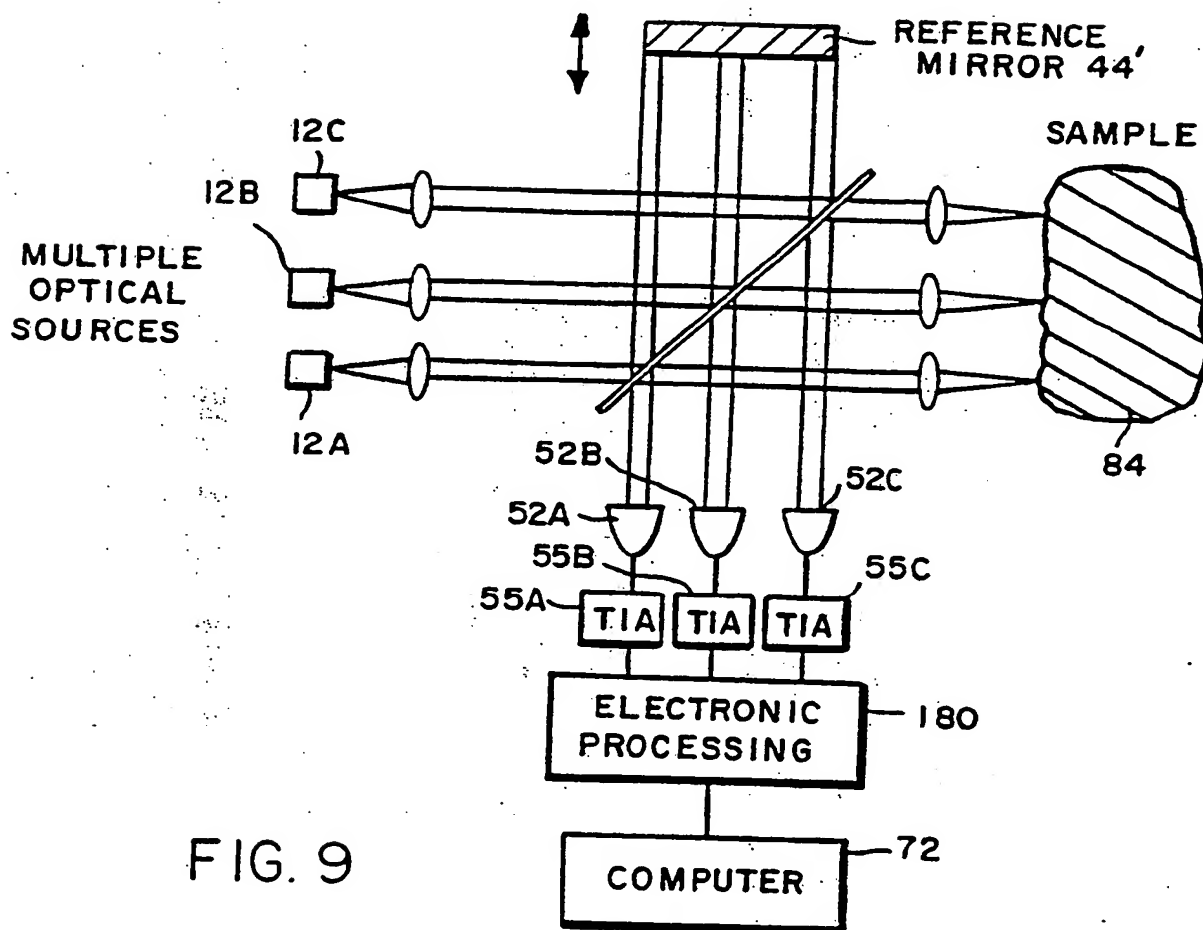 REFERENCE
MIRROR 44'
SAMPLE
12C
12B
MULTIPLE
OPTICAL
SOURCES
12A
84
52B
52C
52A
55B
55C
55A
TIA
TIA
TIA
ELECTRONIC
PROCESSING
180
FIG. 9
COMPUTER
72